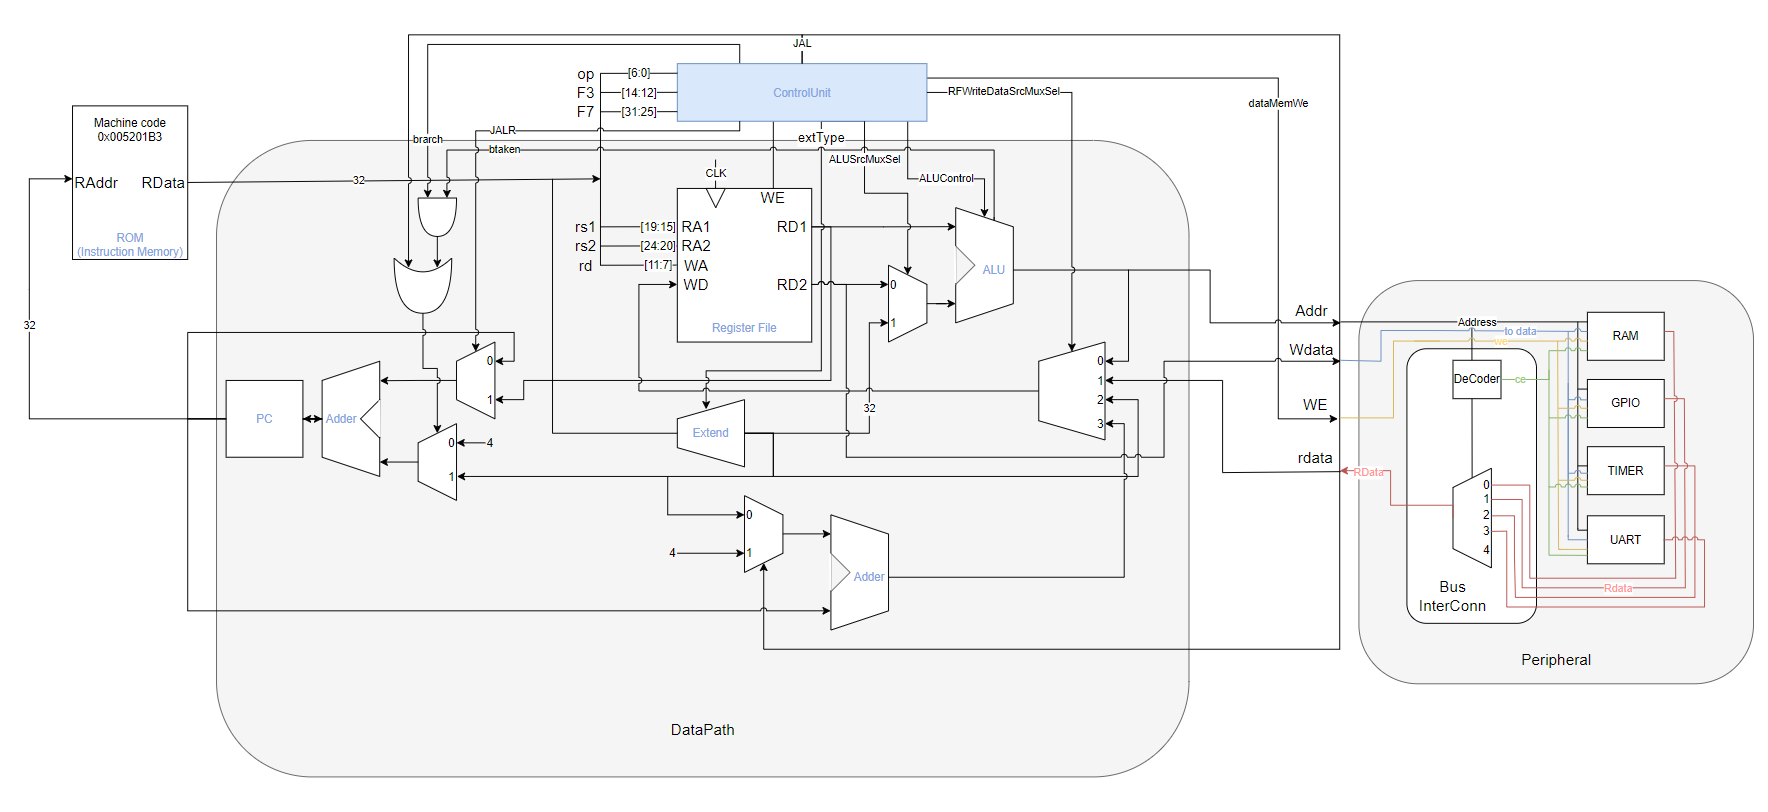 JAL
op
[6:0]
F3
[14:12]
F7
[31:25]
ControlUnit
RFWriteDataSrcMuxSel
dataMemWe
Machine code
0x005201B3
RAddr
RData
ROM
(Instruction Memory)
32
32
brarch
JALR
btaken
extType
ALUSrcMuxSel
ALUControl
CLK
WE
rs1
[19:15]
RA1
RD1
rs2
[24:20]
RA2
rd
[11:7]
WA
WD
RD2
Register File
0
1
ALU
0
1
2
3
32
Extend
PC
Adder
0
1
0
4
1
0
4
1
Adder
DataPath
Addr
Wdata
WE
rdata
Address
to data
we
RAM
DeCoder
ce
GPIO
TIMER
UART
RData
0
1
2
3
4
Rdata
Bus
InterConn
Peripheral